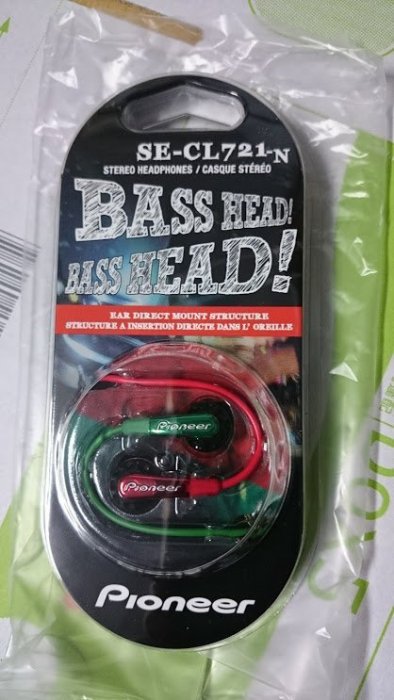 SE-CL721-N
STEREO HEADPHONES / CASQUE STÉRÉO
BASS HEAD!
BASS HEAD!
EAR DIRECT MOUNT STRUCTURE
STRUCTURE A INSERTION DIRECTE DANS L' OREILLE
Pioneer
Pioneer
Pioneer